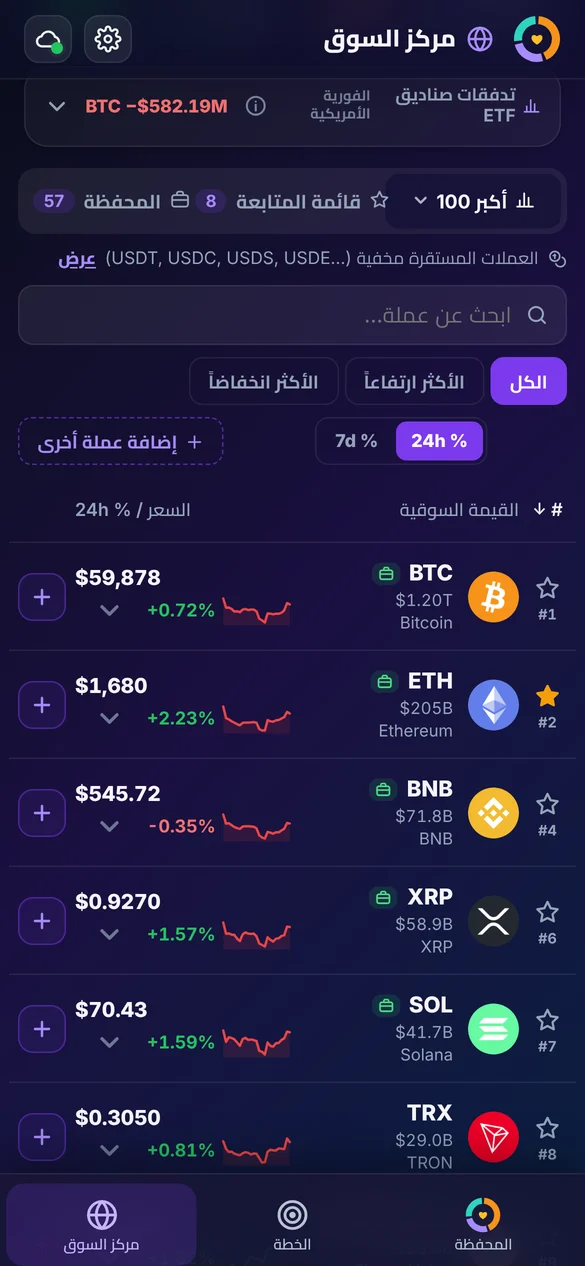 مركز السوق
تدفقات صناديق ETF
الفورية الأمريكية
BTC −$582.19M
أكبر 100
قائمة المتابعة 8
المحفظة 57
العملات المستقرة مخفية (USDT, USDC, USDS, USDE...) عرض
ابحث عن عملة...
الكل
الأكثر ارتفاعاً
الأكثر انخفاضاً
24h %
7d %
+ إضافة عملة أخرى
# ↓ القيمة السوقية
السعر / % 24h
#1
BTC
$1.20T
Bitcoin
$59,878
+0.72%
#2
ETH
$205B
Ethereum
$1,680
+2.23%
#4
BNB
$71.8B
BNB
$545.72
-0.35%
#6
XRP
$58.9B
XRP
$0.9270
+1.57%
#7
SOL
$41.7B
Solana
$70.43
+1.59%
#8
TRX
$29.0B
TRON
$0.3050
+0.81%
المحفظة
الخطة
مركز السوق